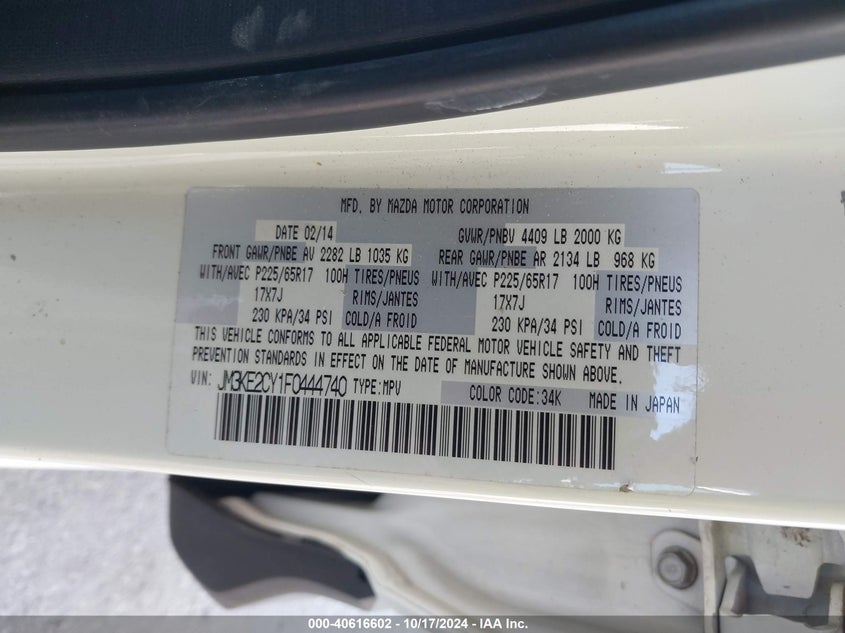 MFD. BY MAZDA MOTOR CORPORATION
DATE 02/14 GVWR/PNBV 4409 LB 2000 KG
FRONT GAWR/PNBE AV 2282 LB 1035 KG REAR GAWR/PNBE AR 2134 LB 968 KG
WITH/AVEC P225/65R17 100H TIRES/PNEUS WITH/AVEC P225/65R17 100H TIRES/PNEUS
17X7J RIMS/JANTES 17X7J RIMS/JANTES
230 KPA/34 PSI COLD/A FROID 230 KPA/34 PSI COLD/A FROID
THIS VEHICLE CONFORMS TO ALL APPLICABLE FEDERAL MOTOR VEHICLE SAFETY AND THEFT
PREVENTION STANDARDS IN EFFECT ON THE DATE OF MANUFACTURE SHOWN ABOVE.
VIN: JM3KE2CY1F0444740 TYPE:MPV COLOR CODE:34K MADE IN JAPAN
000-40616602 - 10/17/2024 - IAA Inc.